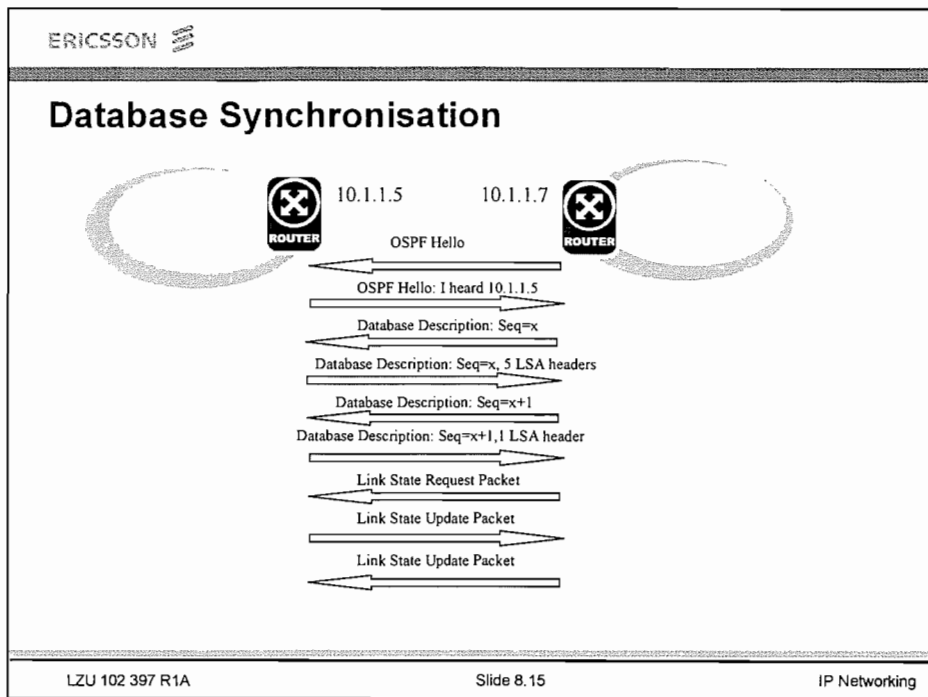 ERICSSON
Database Synchronisation
10.1.1.5 10.1.1.7
ROUTER ROUTER
OSPF Hello
OSPF Hello: I heard 10.1.1.5
Database Description: Seq=x
Database Description: Seq=x, 5 LSA headers
Database Description: Seq=x+1
Database Description: Seq=x+1,1 LSA header
Link State Request Packet
Link State Update Packet
Link State Update Packet
LZU 102 397 R1A Slide 8.15 IP Networking